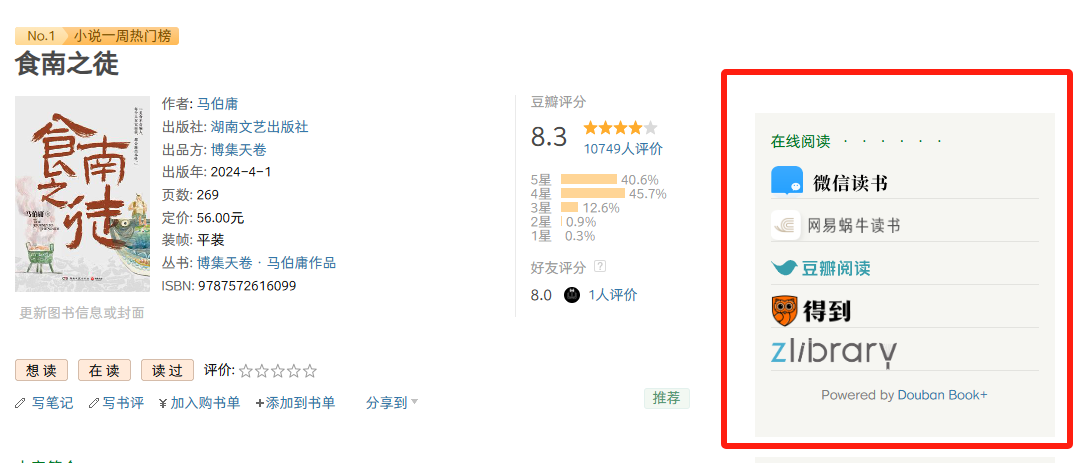 No.1 小说一周热门榜
食南之徒
食南之徒
马伯庸
作者: 马伯庸
出版社: 湖南文艺出版社
出品方: 博集天卷
出版年: 2024-4-1
页数: 269
定价: 56.00元
装帧: 平装
丛书: 博集天卷 · 马伯庸作品
ISBN: 9787572616099
更新图书信息或封面
豆瓣评分
8.3
10749人评价
5星 40.6%
4星 45.7%
3星 12.6%
2星 0.9%
1星 0.3%
好友评分 ?
8.0 1人评价
想读 在读 读过 评价:
写笔记 写书评 ¥加入购书单 +添加到书单 分享到
推荐
在线阅读 · · · · · ·
微信读书
网易蜗牛读书
豆瓣阅读
得到
zlibrary
Powered by Douban Book+